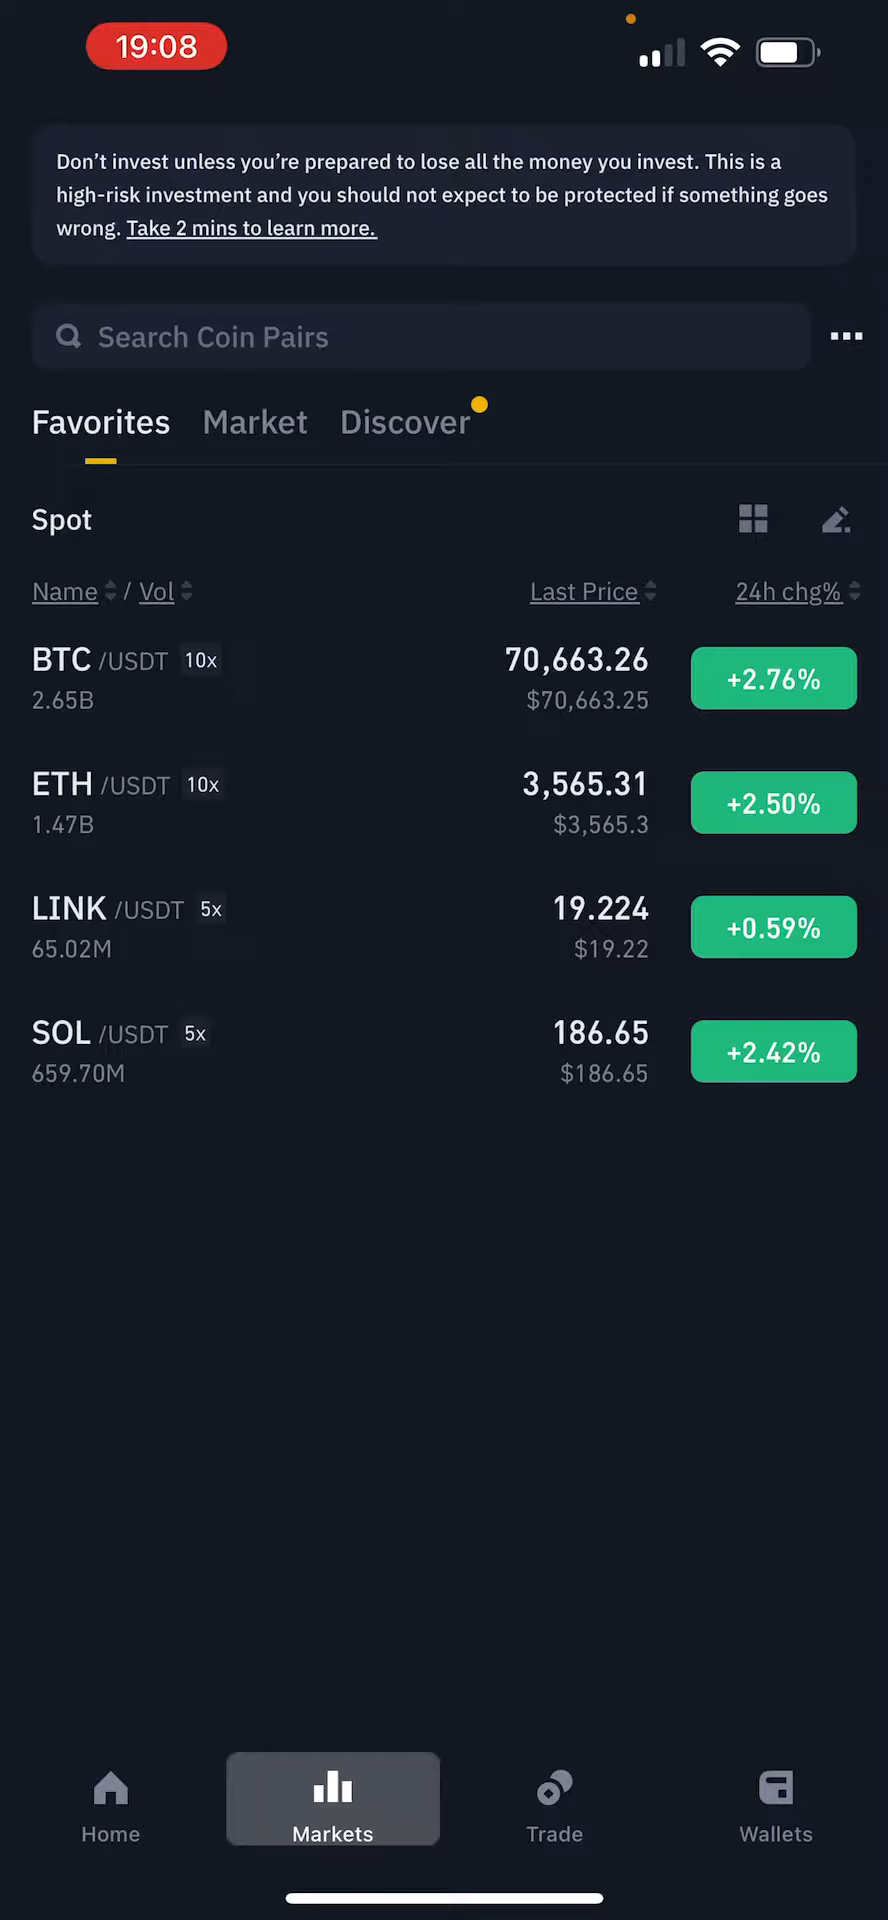 19:08
Don’t invest unless you’re prepared to lose all the money you invest. This is a
high-risk investment and you should not expect to be protected if something goes
wrong. Take 2 mins to learn more.
Search Coin Pairs
Favorites Market Discover
Spot
Name / Vol Last Price 24h chg%
BTC /USDT 10x 70,663.26 +2.76%
2.65B $70,663.25
ETH /USDT 10x 3,565.31 +2.50%
1.47B $3,565.3
LINK /USDT 5x 19.224 +0.59%
65.02M $19.22
SOL /USDT 5x 186.65 +2.42%
659.70M $186.65
Home Markets Trade Wallets